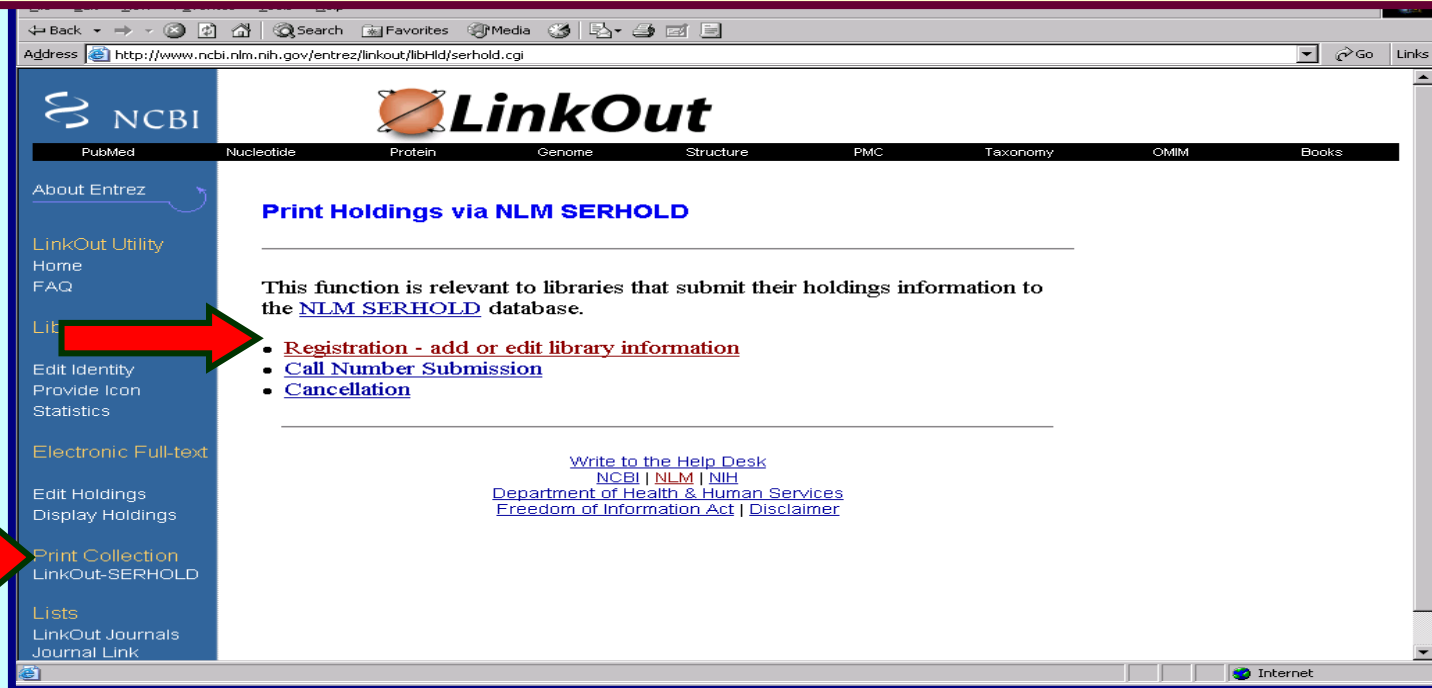 Back Search Favorites Media
Address http://www.ncbi.nlm.nih.gov/entrez/linkout/libHld/serhold.cgi Go Links
NCBI
LinkOut
PubMed Nucleotide Protein Genome Structure PMC Taxonomy OMIM Books
About Entrez
LinkOut Utility
Home
FAQ
Edit Identity
Provide Icon
Statistics
Electronic Full-text
Edit Holdings
Display Holdings
Print Collection
LinkOut-SERHOLD
Lists
LinkOut Journals
Journal Link
Print Holdings via NLM SERHOLD
This function is relevant to libraries that submit their holdings information to
the NLM SERHOLD database.
• Registration - add or edit library information
• Call Number Submission
• Cancellation
Write to the Help Desk
NCBI | NLM | NIH
Department of Health & Human Services
Freedom of Information Act | Disclaimer
Internet